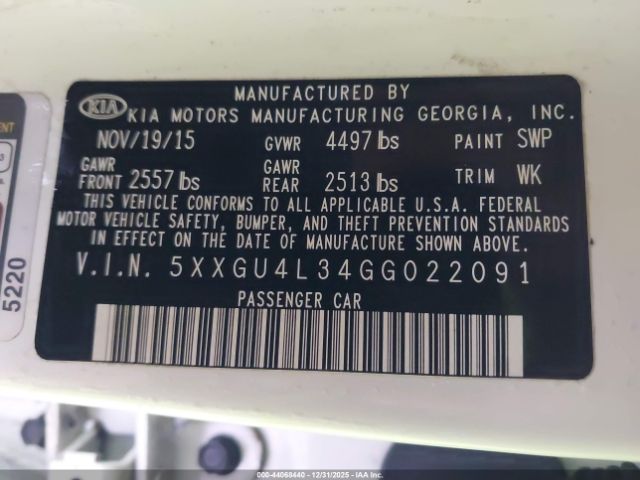 MANUFACTURED BY
KIA KIA MOTORS MANUFACTURING GEORGIA, INC.
NOV/19/15 GVWR 4497 lbs PAINT SWP
GAWR FRONT 2557 lbs GAWR REAR 2513 lbs TRIM WK
THIS VEHICLE CONFORMS TO ALL APPLICABLE U.S.A. FEDERAL
MOTOR VEHICLE SAFETY, BUMPER, AND THEFT PREVENTION STANDARDS
IN EFFECT ON THE DATE OF MANUFACTURE SHOWN ABOVE.
V.I.N. 5XXGU4L34GG022091
PASSENGER CAR
5220
000-44068440 - 12/31/2025 - IAA Inc.